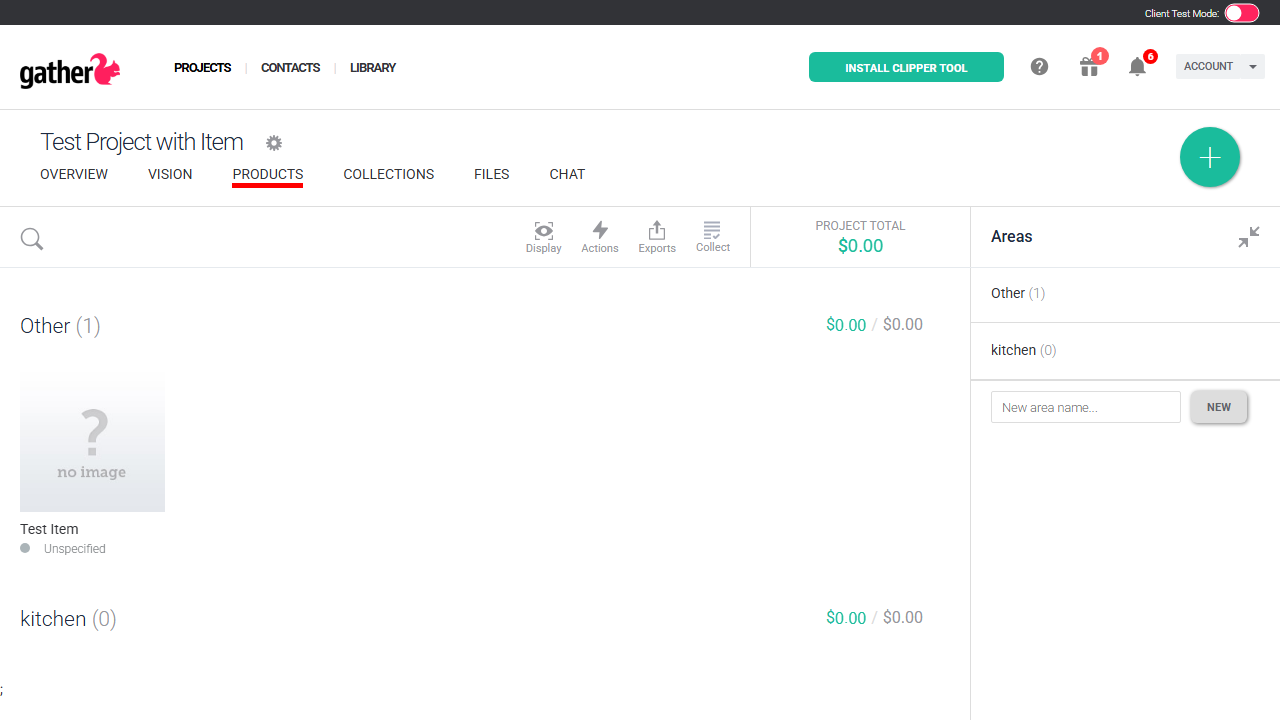 Client Test Mode:
gather
PROJECTS | CONTACTS | LIBRARY
INSTALL CLIPPER TOOL
?
1
6
ACCOUNT
Test Project with Item
OVERVIEW VISION PRODUCTS COLLECTIONS FILES CHAT
+
Display Actions Exports Collect
PROJECT TOTAL
$0.00
Areas
Other (1)
kitchen (0)
New area name... NEW
Other (1) $0.00 / $0.00
?
no image
Test Item
Unspecified
kitchen (0) $0.00 / $0.00
;